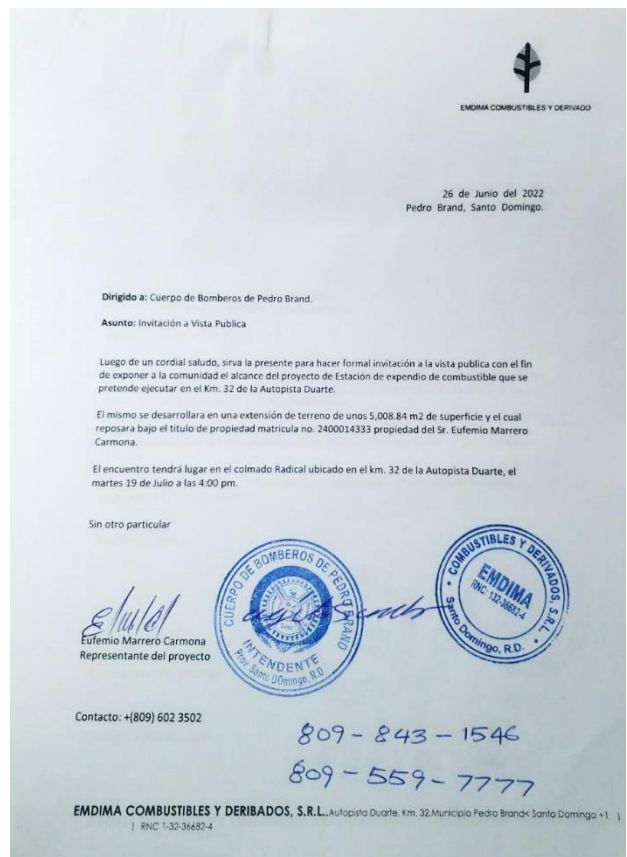 EMDIMA COMBUSTIBLES Y DERIVADO
26 de Junio del 2022
Pedro Brand, Santo Domingo.
Dirigido a: Cuerpo de Bomberos de Pedro Brand.
Asunto: Invitación a Vista Publica
Luego de un cordial saludo, sirva la presente para hacer formal invitación a la vista publica con el fin
de exponer a la comunidad el alcance del proyecto de Estación de expendio de combustible que se
pretende ejecutar en el Km. 32 de la Autopista Duarte.
El mismo se desarrollara en una extensión de terreno de unos 5,008.84 m2 de superficie y el cual
reposara bajo el titulo de propiedad matricula no. 2400014333 propiedad del Sr. Eufemio Marrero
Carmona.
El encuentro tendrá lugar en el colmado Radical ubicado en el km. 32 de la Autopista Duarte, el
martes 19 de Julio a las 4:00 pm.
Sin otro particular
CUERPO DE BOMBEROS DE PEDRO BRAND
INTENDENTE
Prov. Santo DOmingo, R.D.
COMBUSTIBLES Y DERIVADOS S.R.L.
EMDIMA
RNC 132-36682-4
Santo Domingo, R.D.
Eufemio Marrero Carmona
Representante del proyecto
Contacto: +(809) 602 3502
809-843-1546
809-559-7777
EMDIMA COMBUSTIBLES Y DERIBADOS, S.R.L..Autopista Duarte. Km. 32.Municipio Pedro Brand< Santo Domingo +1 |
| RNC 1-32-36682-4